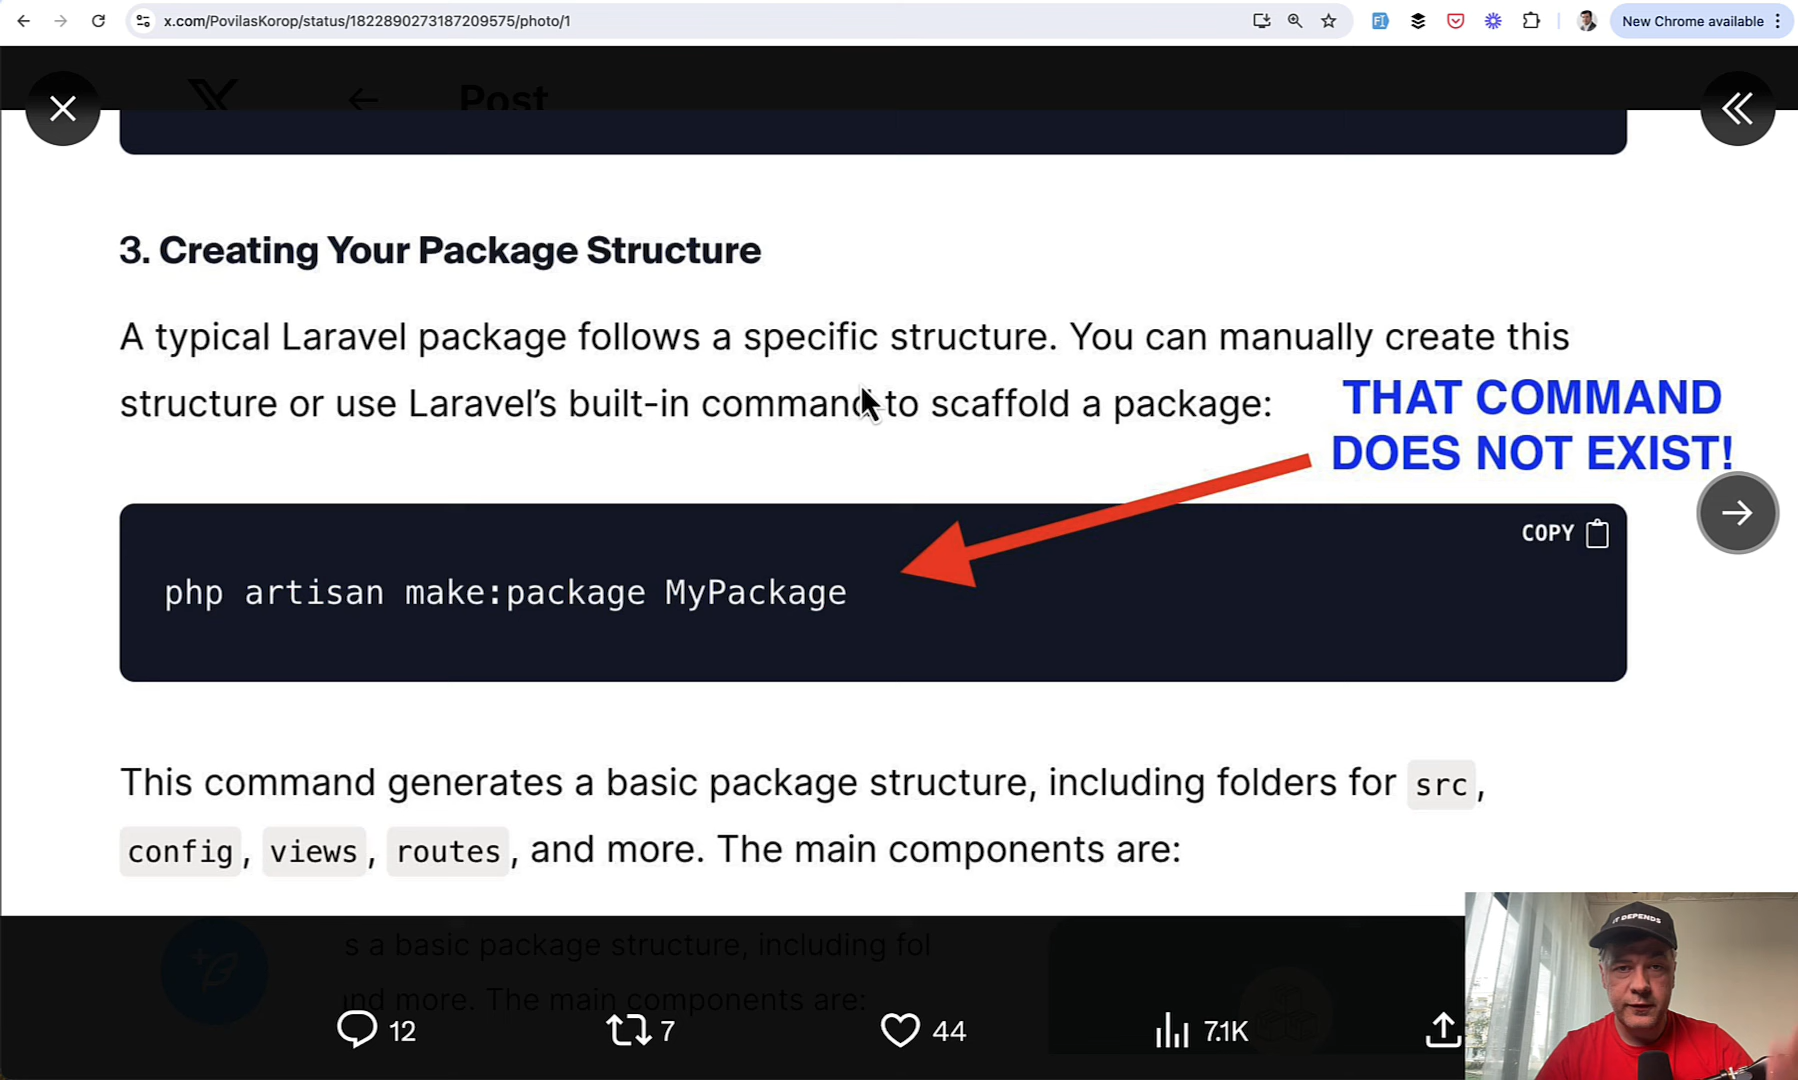 x.com/PovilasKorop/status/1822890273187209575/photo/1
New Chrome available
Post
3. Creating Your Package Structure
A typical Laravel package follows a specific structure. You can manually create this
structure or use Laravel's built-in command to scaffold a package:
THAT COMMAND
DOES NOT EXIST!
COPY
php artisan make:package MyPackage
This command generates a basic package structure, including folders for src,
config, views, routes, and more. The main components are:
s a basic package structure, including fol
and more. The main components are:
12
7
44
7.1K
IT DEPENDS